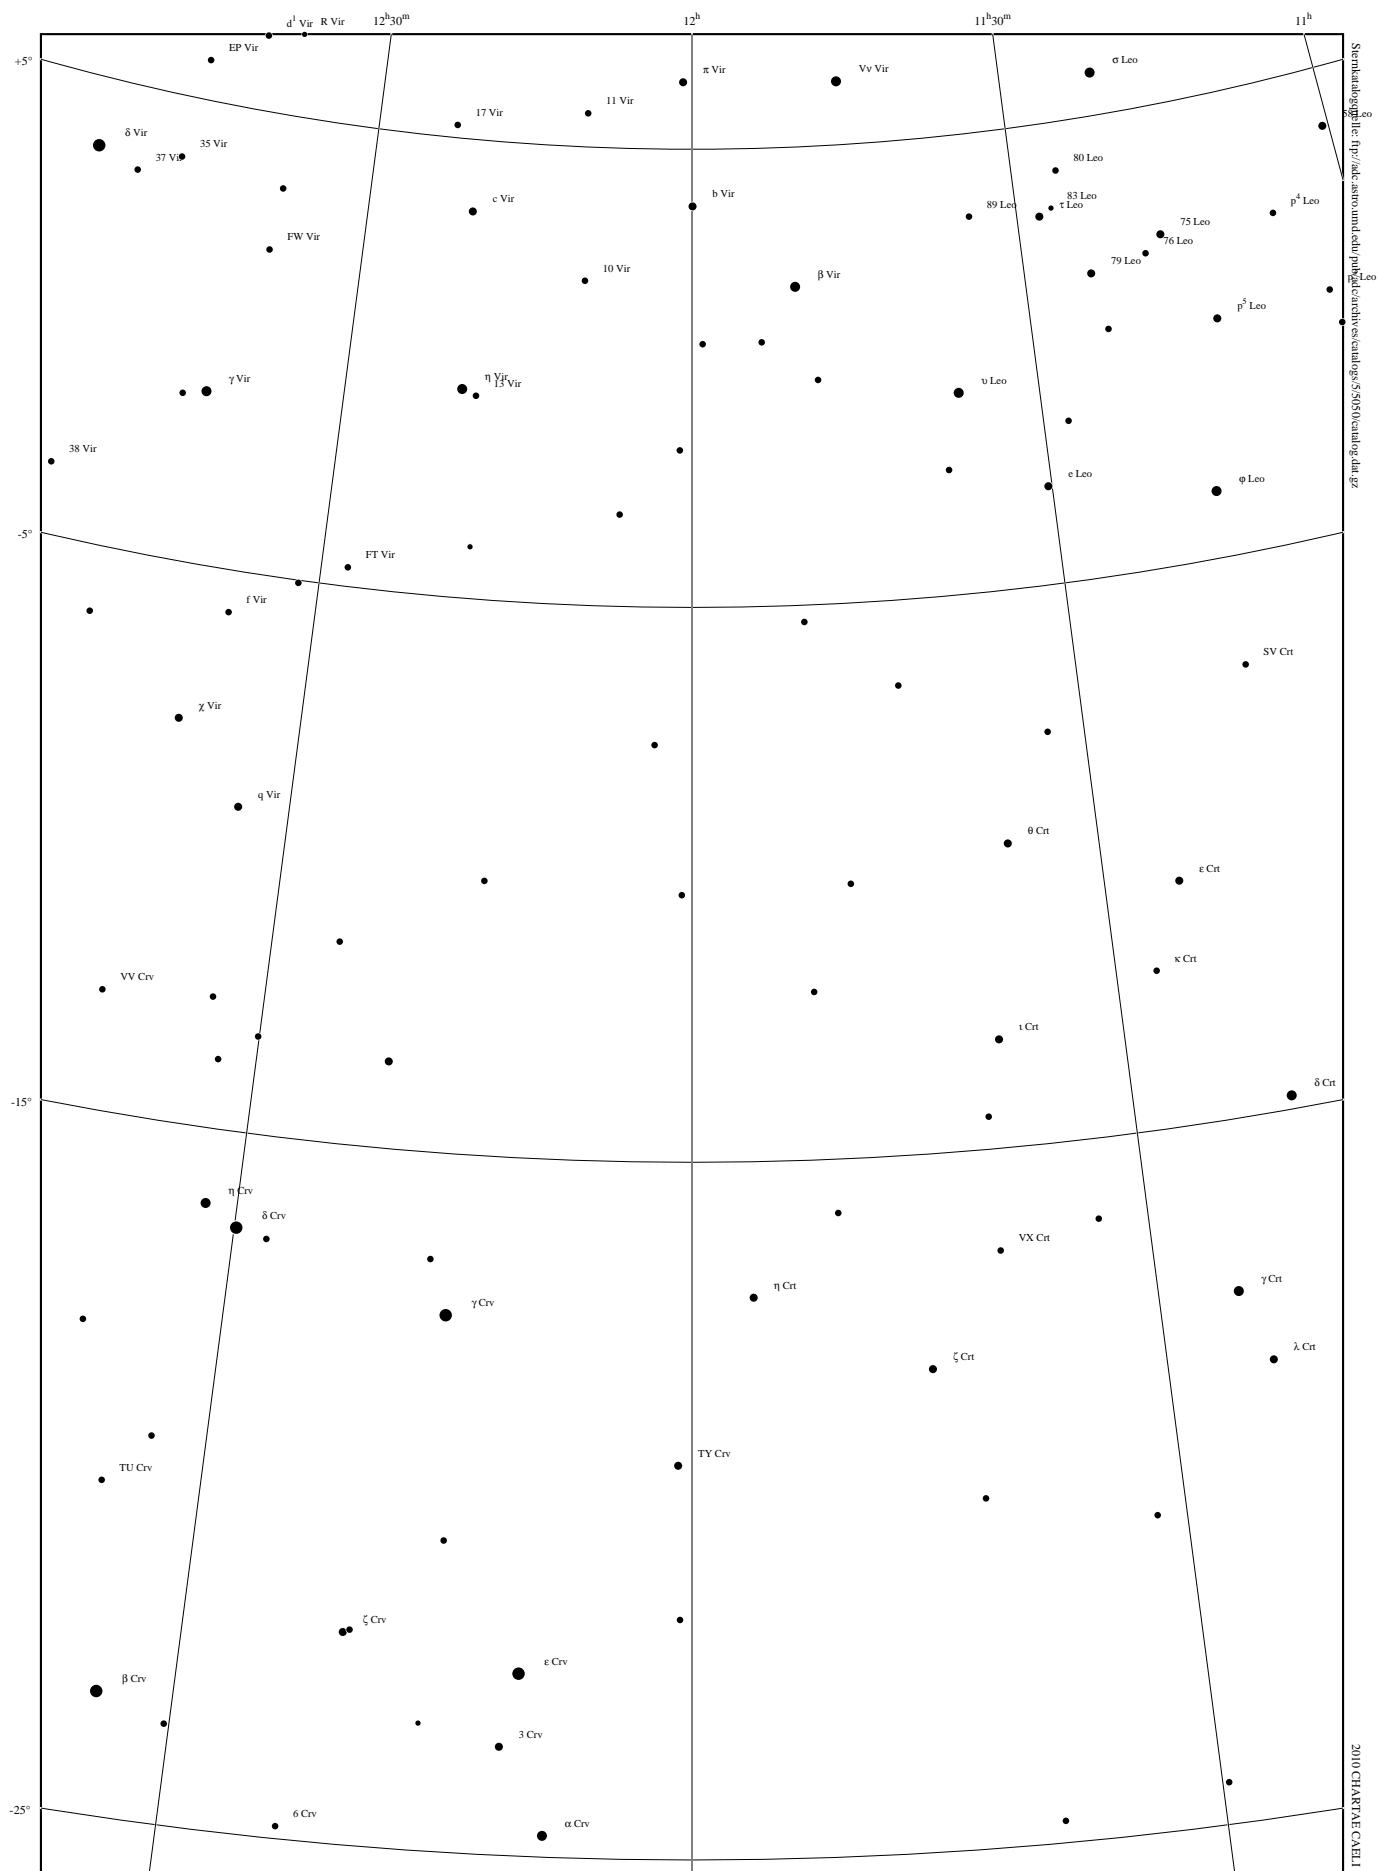 d¹ Vir R Vir 12ʰ30ᵐ 12ʰ 11ʰ30ᵐ 11ʰ
EP Vir
+5°
σ Leo
π Vir Vν Vir
17 Vir 11 Vir
58 Leo
δ Vir 35 Vir
37 Vir
80 Leo
c Vir b Vir 89 Leo 83 Leo
τ Leo
p⁴ Leo
75 Leo
76 Leo
FW Vir
79 Leo
10 Vir β Vir
Leo
p⁵ Leo
γ Vir η Vir
13 Vir
υ Leo
38 Vir
e Leo φ Leo
-5°
FT Vir
f Vir
SV Crt
χ Vir
q Vir
θ Crt
ε Crt
κ Crt
VV Crv
ι Crt
δ Crt
-15°
η Crv
δ Crv
VX Crt
η Crt γ Crt
γ Crv
ζ Crt λ Crt
TY Crv
TU Crv
ζ Crv
ε Crv
β Crv
3 Crv
-25°
6 Crv α Crv
Sternkatalogquelle: ftp://adc.astro.umd.edu/pub/adc/archives/catalogs/5/5050/catalog.dat.gz
2010 CHARTAE CAELI